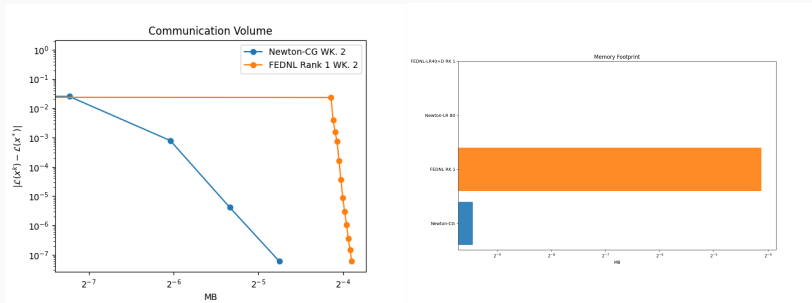 Communication Volume
Newton-CG WK. 2
FEDNL Rank 1 WK. 2
|ℒ(x^k) − ℒ(x^*)|
10^0
10^-1
10^-2
10^-3
10^-4
10^-5
10^-6
10^-7
2^-7 2^-6 2^-5 2^-4
MB
Memory Footprint
FEDNL-LR40+D RK 1
Newton-LR 80
FEDNL RK 1
Newton-CG
MB